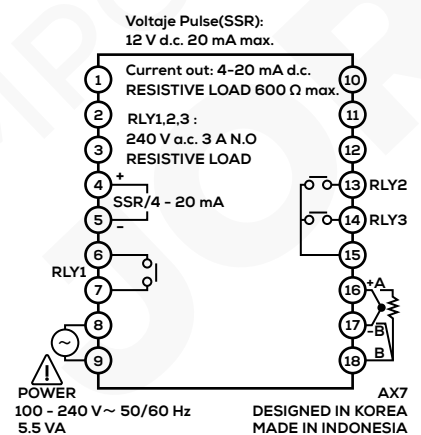 Voltaje Pulse(SSR):
12 V d.c. 20 mA max.
Current out: 4-20 mA d.c.
RESISTIVE LOAD 600 Ω max.
RLY1,2,3 :
240 V a.c. 3 A N.O
RESISTIVE LOAD
1
2
3
4
+
SSR/4 - 20 mA
5
-
6
RLY1
7
8
~
9
10
11
12
13 RLY2
14 RLY3
15
16 +A
17 -B
18 B
!
POWER
100 - 240 V~ 50/60 Hz
5.5 VA
AX7
DESIGNED IN KOREA
MADE IN INDONESIA